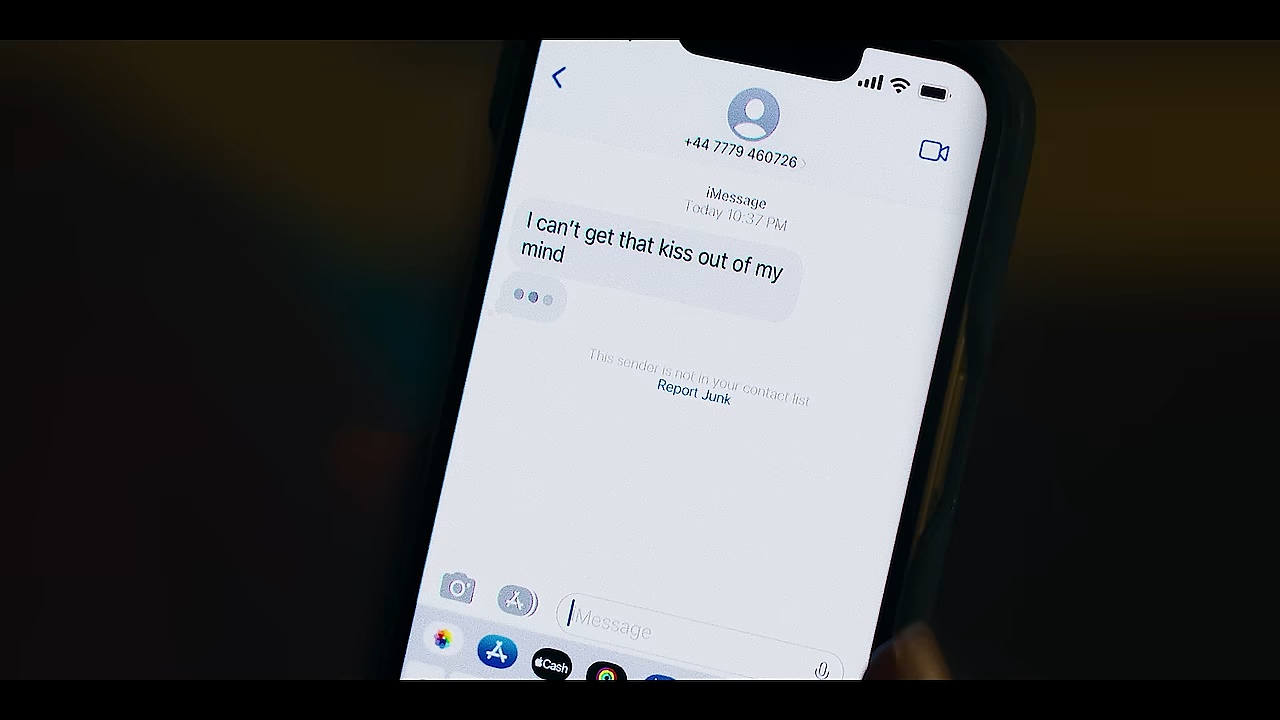 +44 7779 460726
iMessage
Today 10:37 PM
I can't get that kiss out of my
mind
This sender is not in your contact list
Report Junk
iMessage
Cash